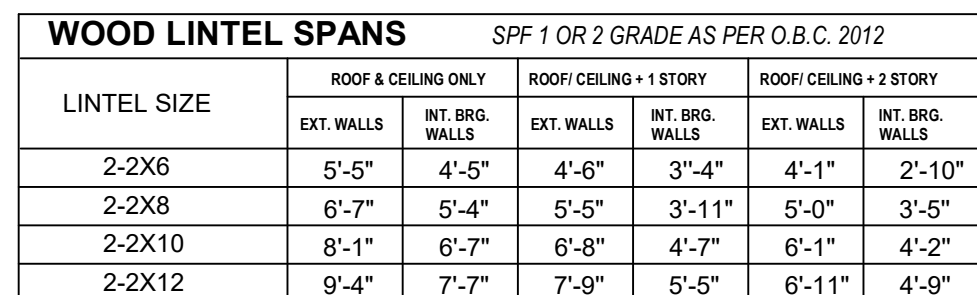 WOOD LINTEL SPANS SPF 1 OR 2 GRADE AS PER O.B.C. 2012
LINTEL SIZE ROOF & CEILING ONLY ROOF/ CEILING + 1 STORY ROOF/ CEILING + 2 STORY
EXT. WALLS INT. BRG. WALLS EXT. WALLS INT. BRG. WALLS EXT. WALLS INT. BRG. WALLS
2-2X6 5'-5" 4'-5" 4'-6" 3"-4" 4'-1" 2'-10"
2-2X8 6'-7" 5'-4" 5'-5" 3'-11" 5'-0" 3'-5"
2-2X10 8'-1" 6'-7" 6'-8" 4'-7" 6'-1" 4'-2"
2-2X12 9'-4" 7'-7" 7'-9" 5'-5" 6'-11" 4'-9"